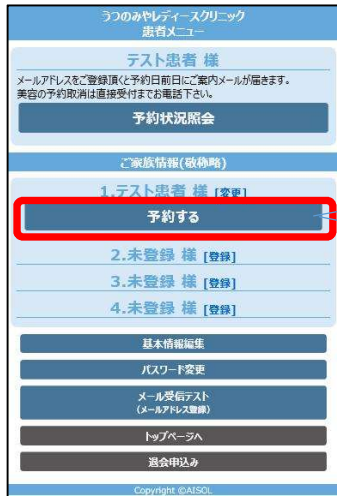 うつのみやレディースクリニック
患者メニュー
テスト患者 様
メールアドレスをご登録頂くと予約日前日にご案内メールが届きます。
美容の予約取消は直接受付までお電話下さい。
予約状況照会
ご家族情報(敬称略)
1.テスト患者 様 [変更]
予約する
2.未登録 様 [登録]
3.未登録 様 [登録]
4.未登録 様 [登録]
基本情報編集
パスワード変更
メール受信テスト
(メールアドレス登録)
トップページへ
退会申込み
Copyright ©AISOL